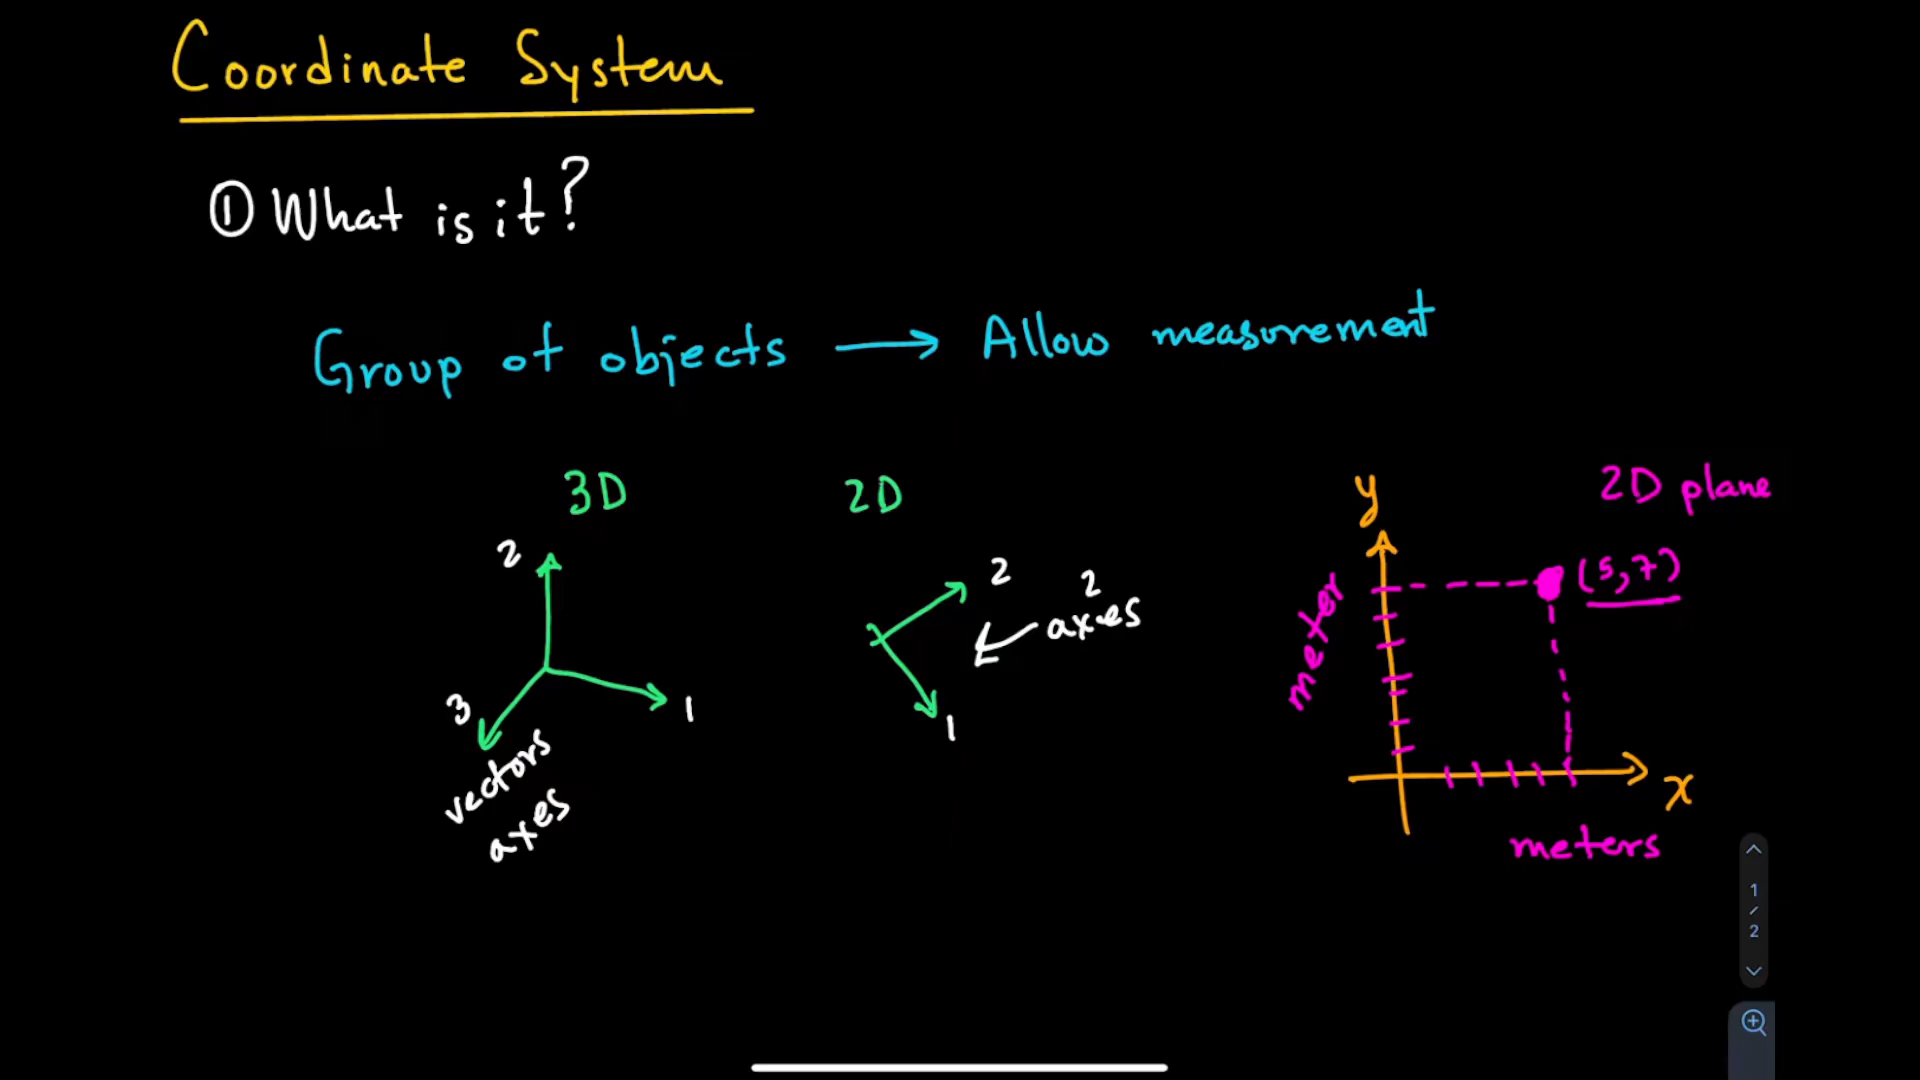 Coordinate System
① What is it?
Group of objects → Allow measurement
3D
2
3
1
vectors
axes
2D
2
1
2
axes
2D plane
y
(5,7)
meter
x
meters
1
/
2